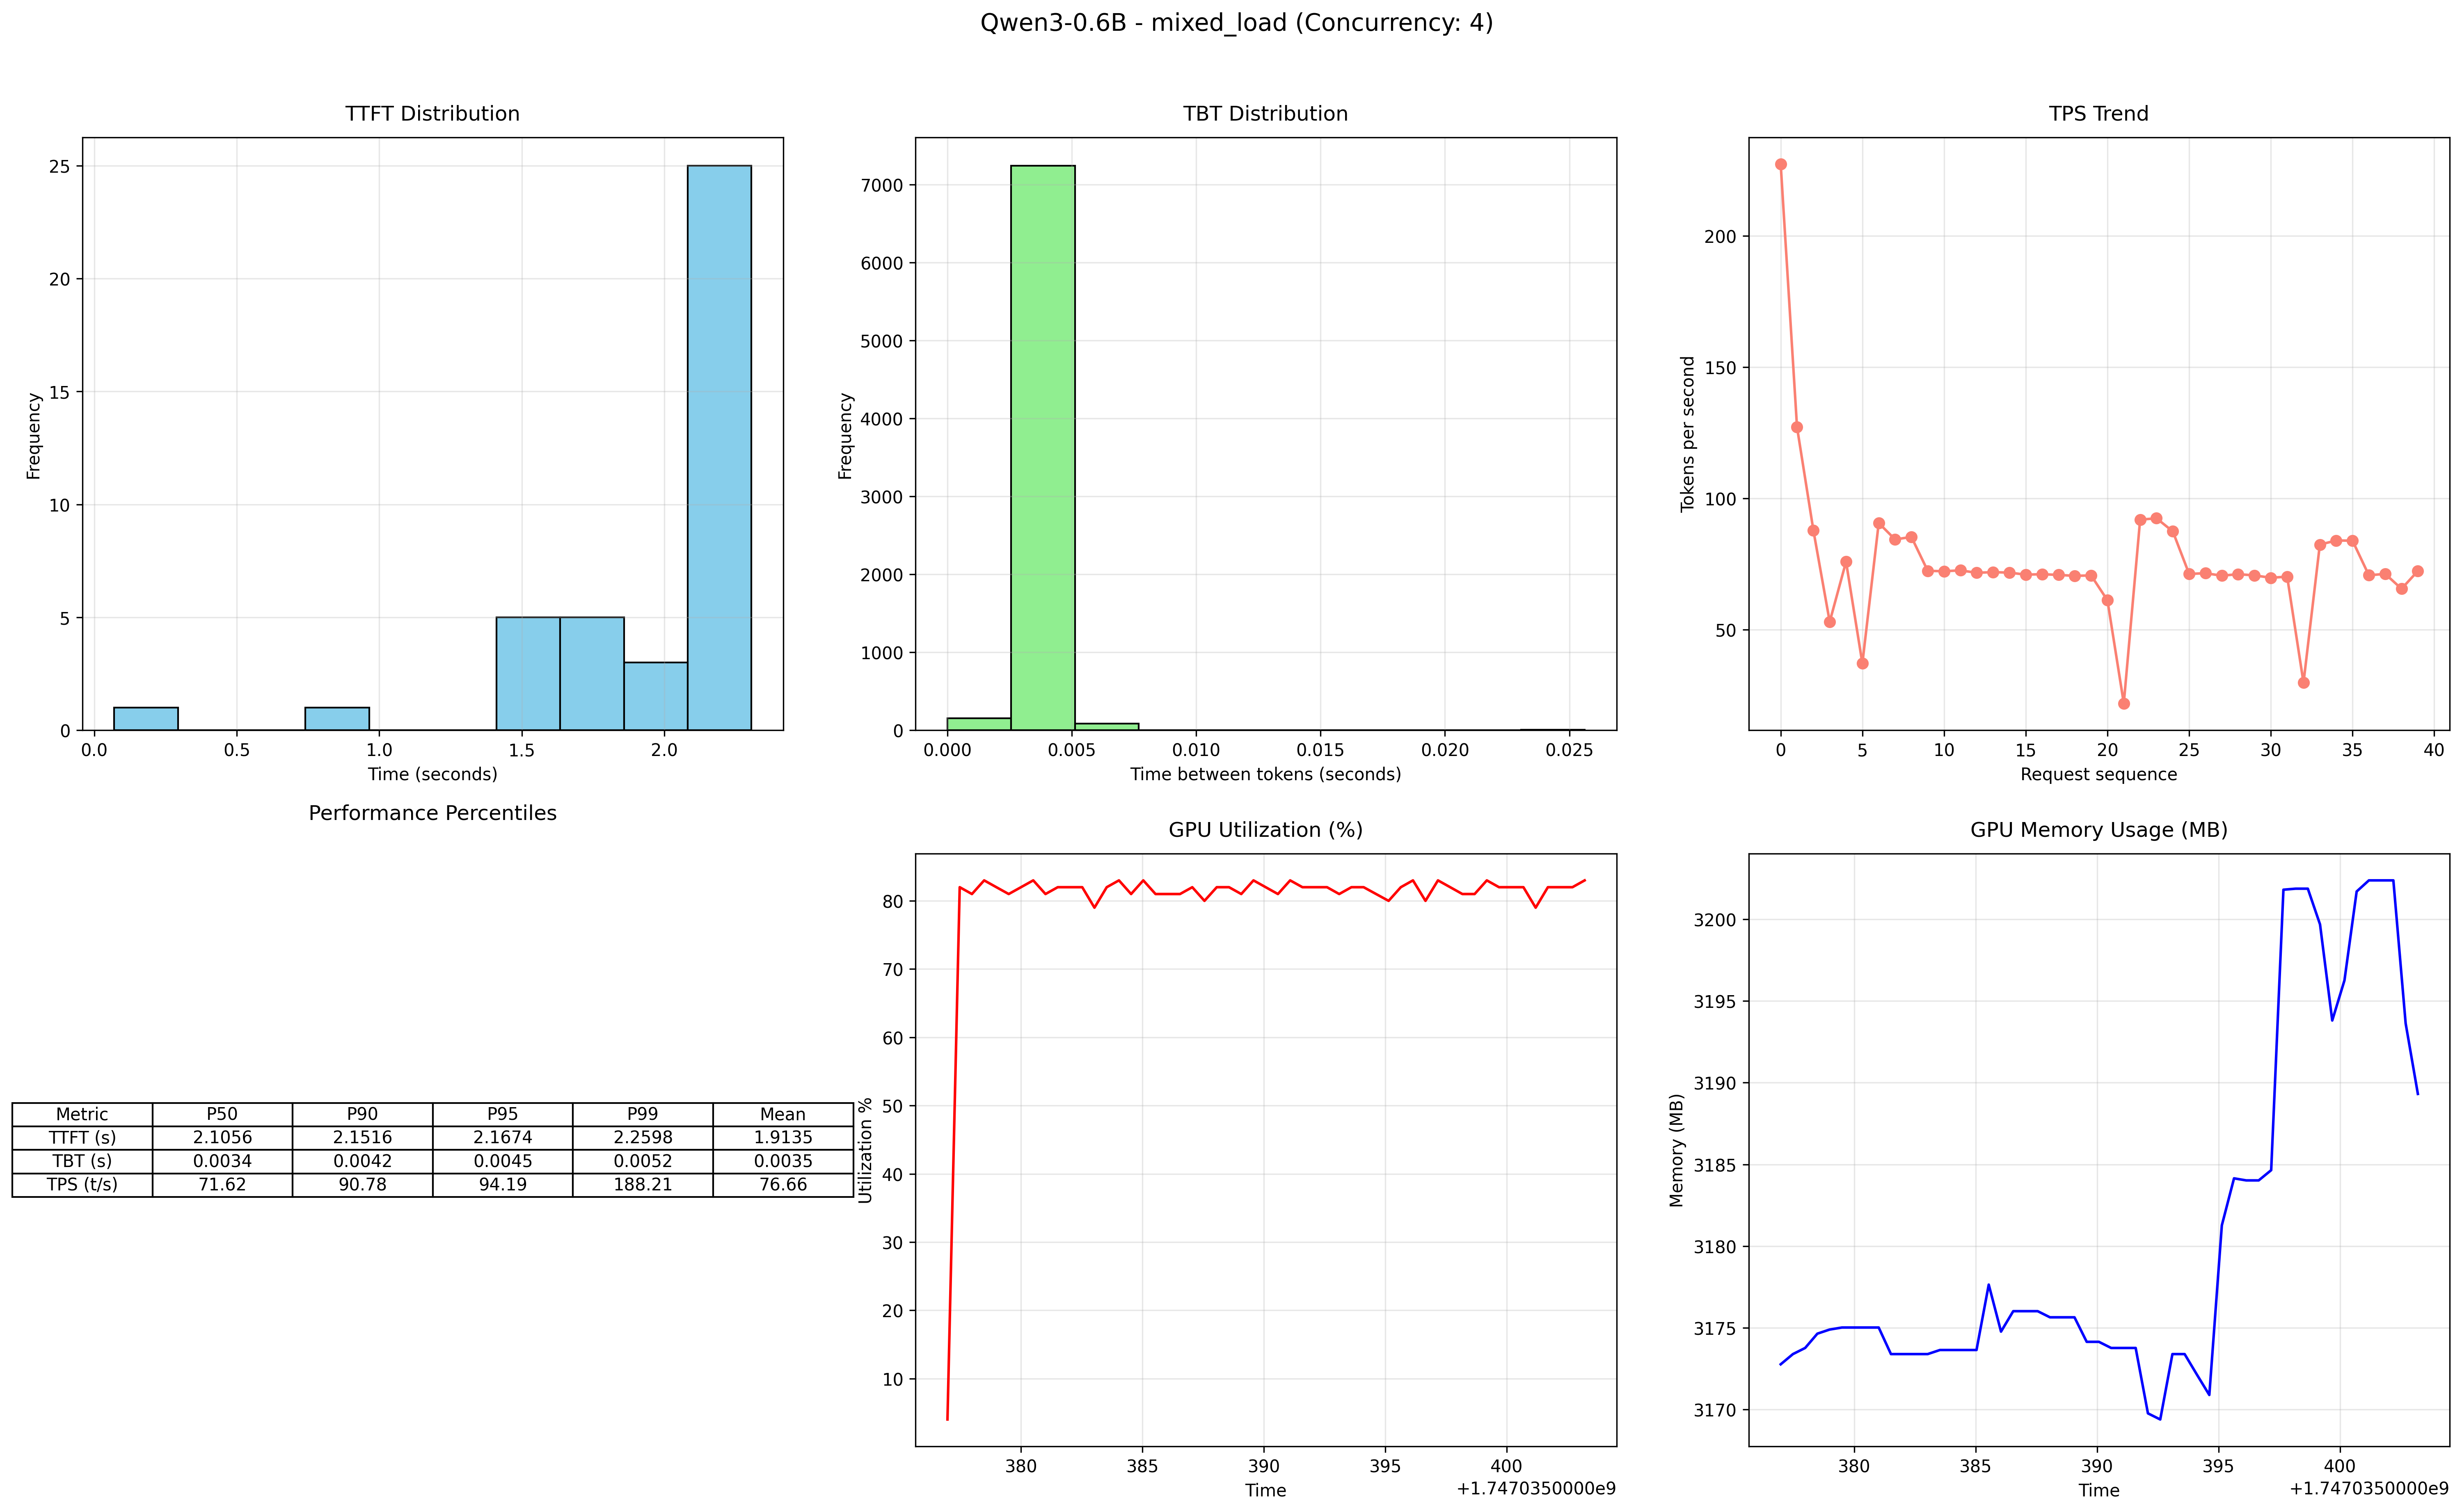 Qwen3-0.6B - mixed_load (Concurrency: 4)
TTFT Distribution
25
20
15
10
5
0
Frequency
0.0 0.5 1.0 1.5 2.0
Time (seconds)
TBT Distribution
7000
6000
5000
4000
3000
2000
1000
0
Frequency
0.000 0.005 0.010 0.015 0.020 0.025
Time between tokens (seconds)
TPS Trend
200
150
100
50
Tokens per second
0 5 10 15 20 25 30 35 40
Request sequence
Performance Percentiles
Metric P50 P90 P95 P99 Mean
TTFT (s) 2.1056 2.1516 2.1674 2.2598 1.9135
TBT (s) 0.0034 0.0042 0.0045 0.0052 0.0035
TPS (t/s) 71.62 90.78 94.19 188.21 76.66
GPU Utilization (%)
80
70
60
50
40
30
20
10
Utilization %
380 385 390 395 400
Time
+1.7470350000e9
GPU Memory Usage (MB)
3200
3195
3190
3185
3180
3175
3170
Memory (MB)
380 385 390 395 400
Time
+1.7470350000e9